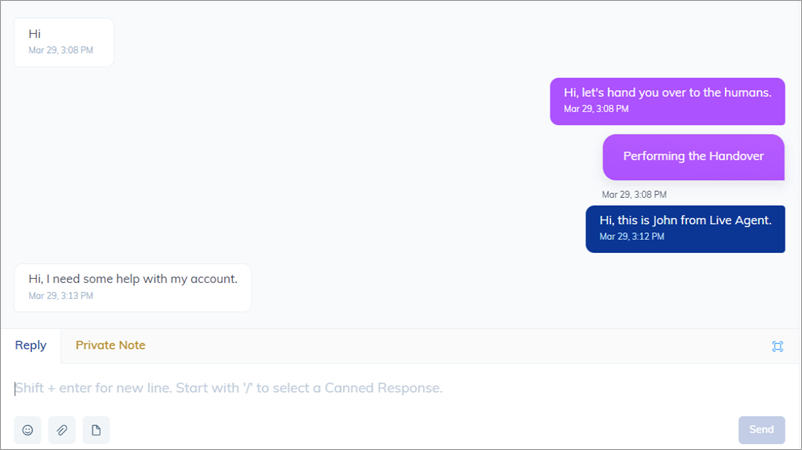 Hi
Mar 29, 3:08 PM
Hi, let's hand you over to the humans.
Mar 29, 3:08 PM
Performing the Handover
Mar 29, 3:08 PM
Hi, this is John from Live Agent.
Mar 29, 3:12 PM
Hi, I need some help with my account.
Mar 29, 3:13 PM
Reply Private Note
Shift + enter for new line. Start with '/' to select a Canned Response.
Send